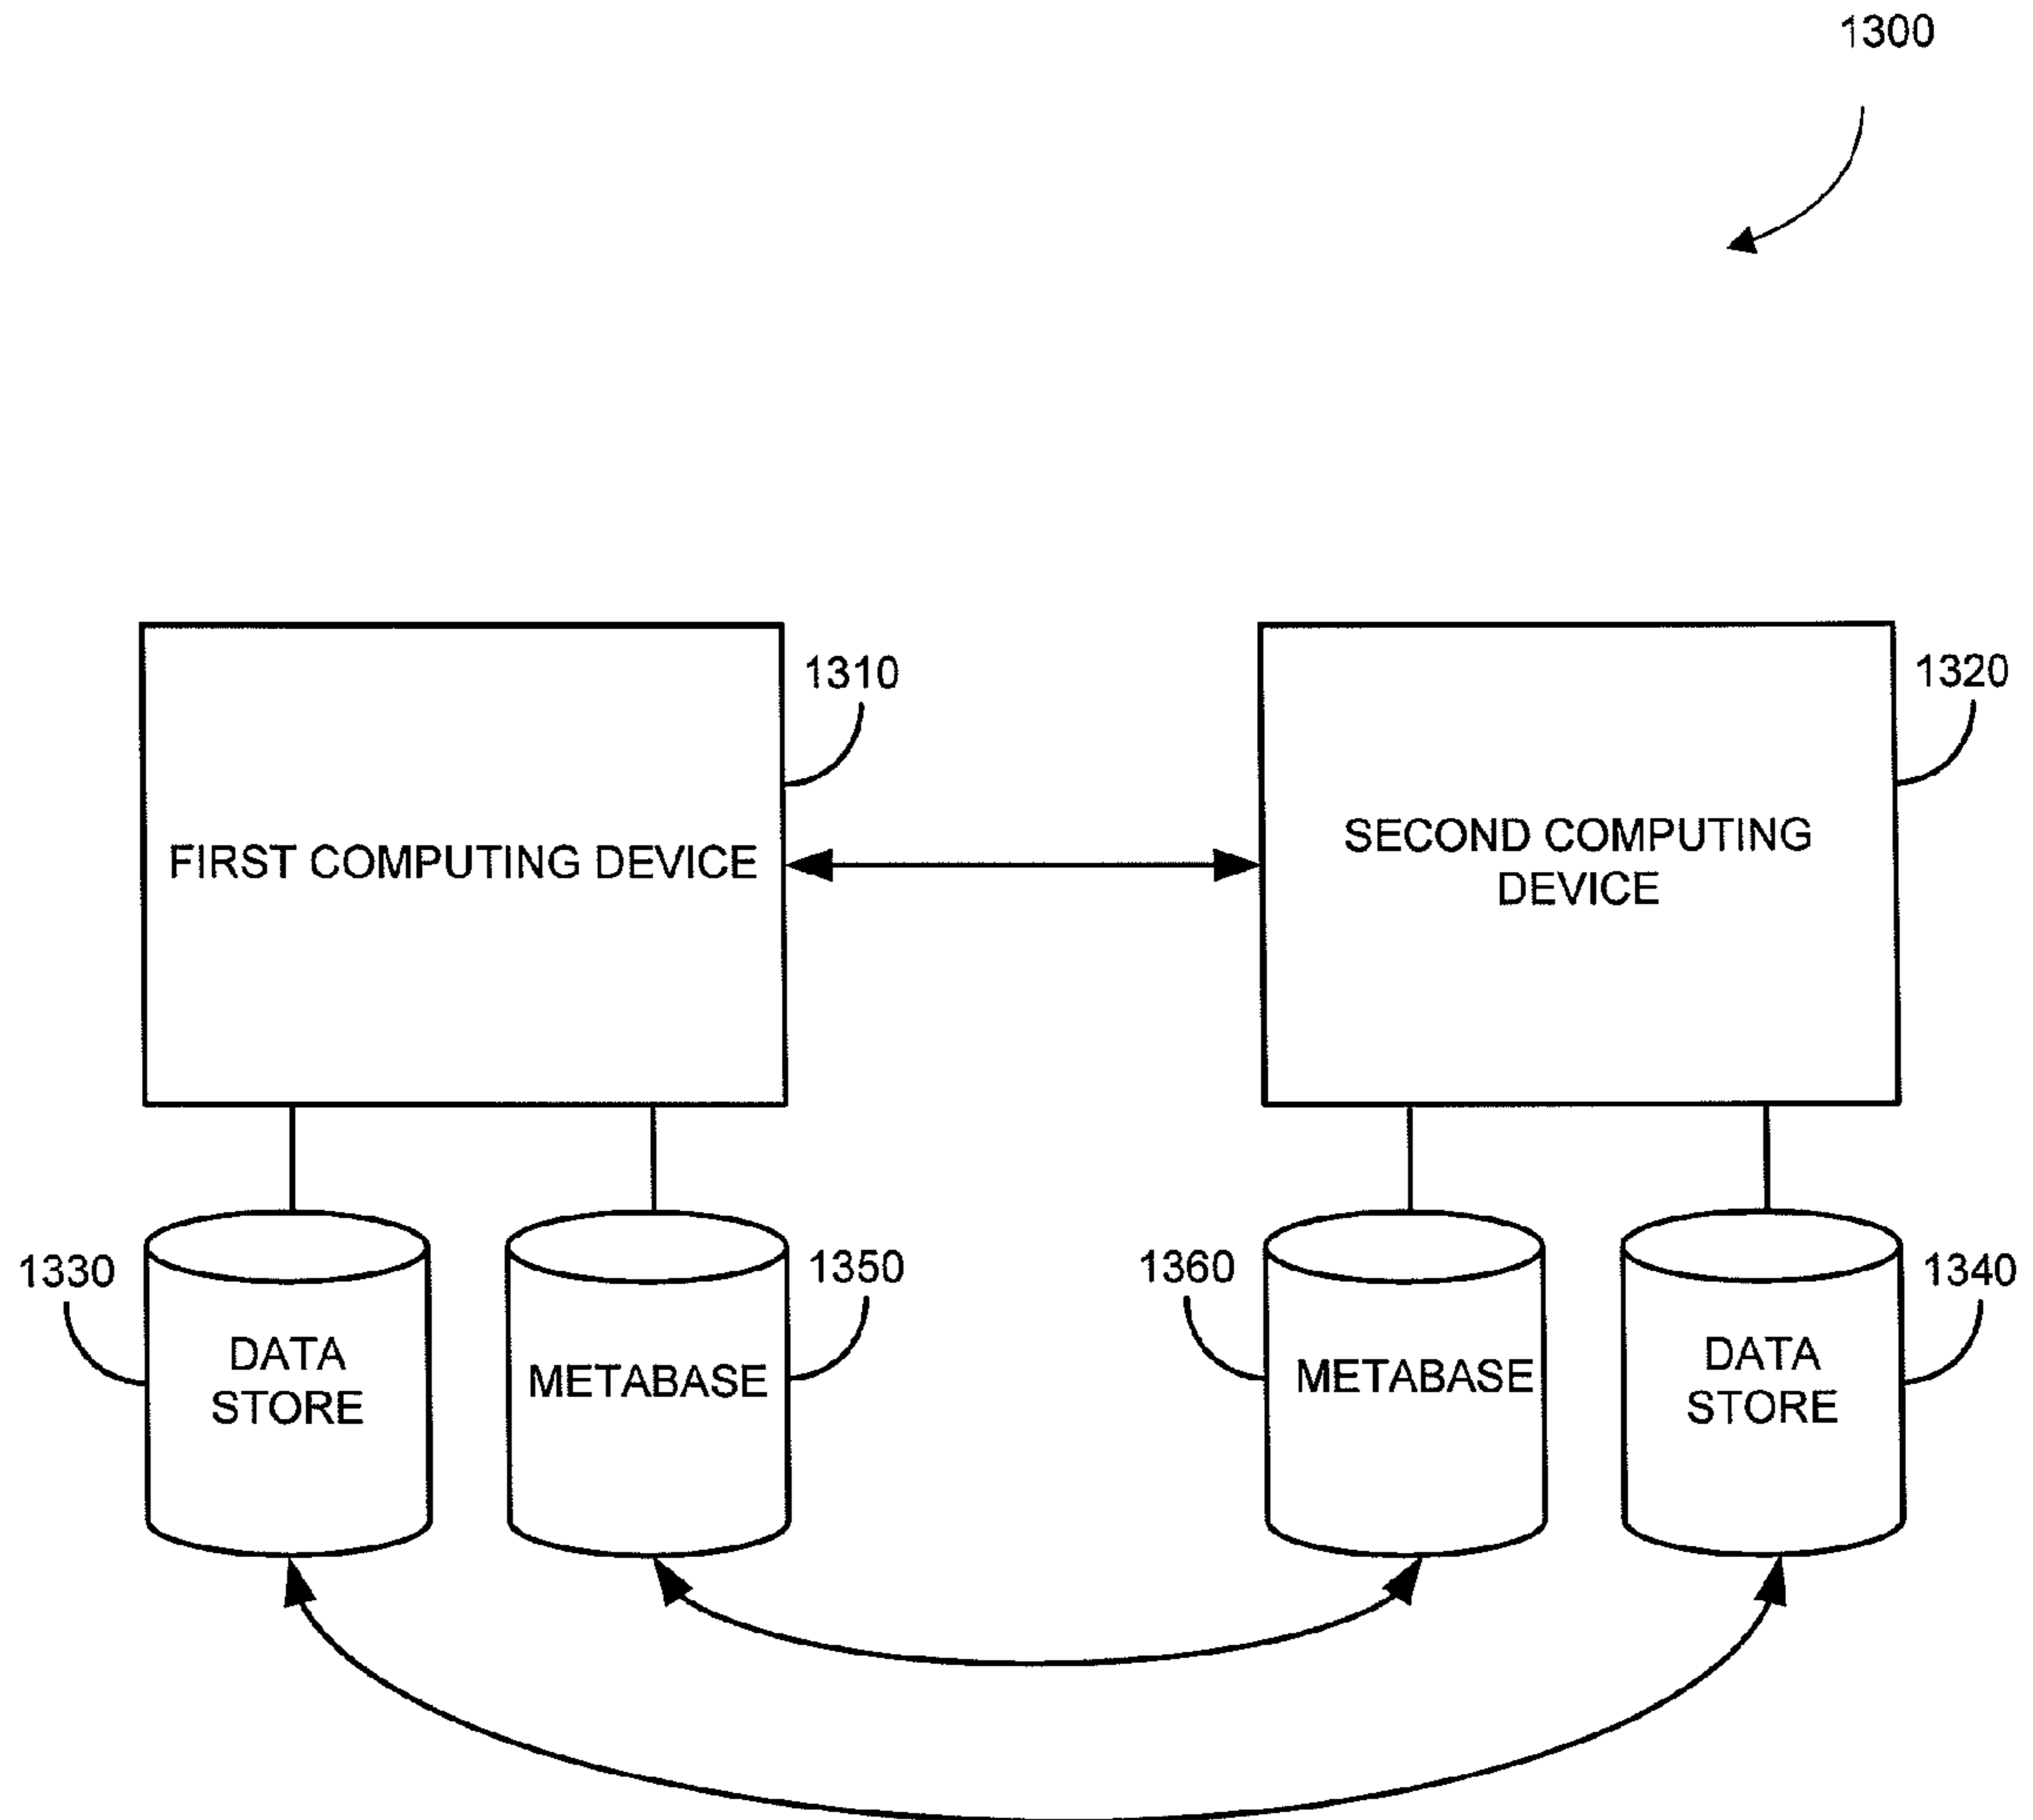 1300
1310
1320
FIRST COMPUTING DEVICE
SECOND COMPUTING
DEVICE
1330
1350
1360
1340
DATA
STORE
METABASE
METABASE
DATA
STORE